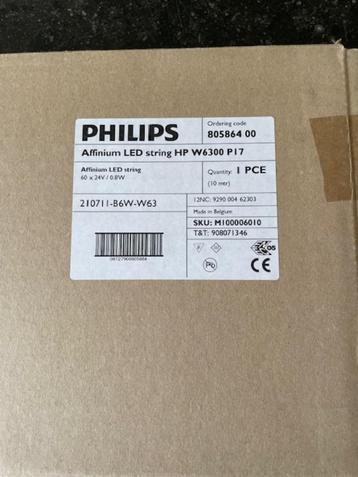 PHILIPS
Ordering code
805864 00
Affinium LED string HP W6300 P17
Affinium LED string
60 x 24V / 0.8W
Quantity: 1 PCE
(10 mtr)
210711-B6W-W63
12NC: 9290 004 62303
Made in Belgium
SKU: M100006010
T&T: 908071346
Pb
CE